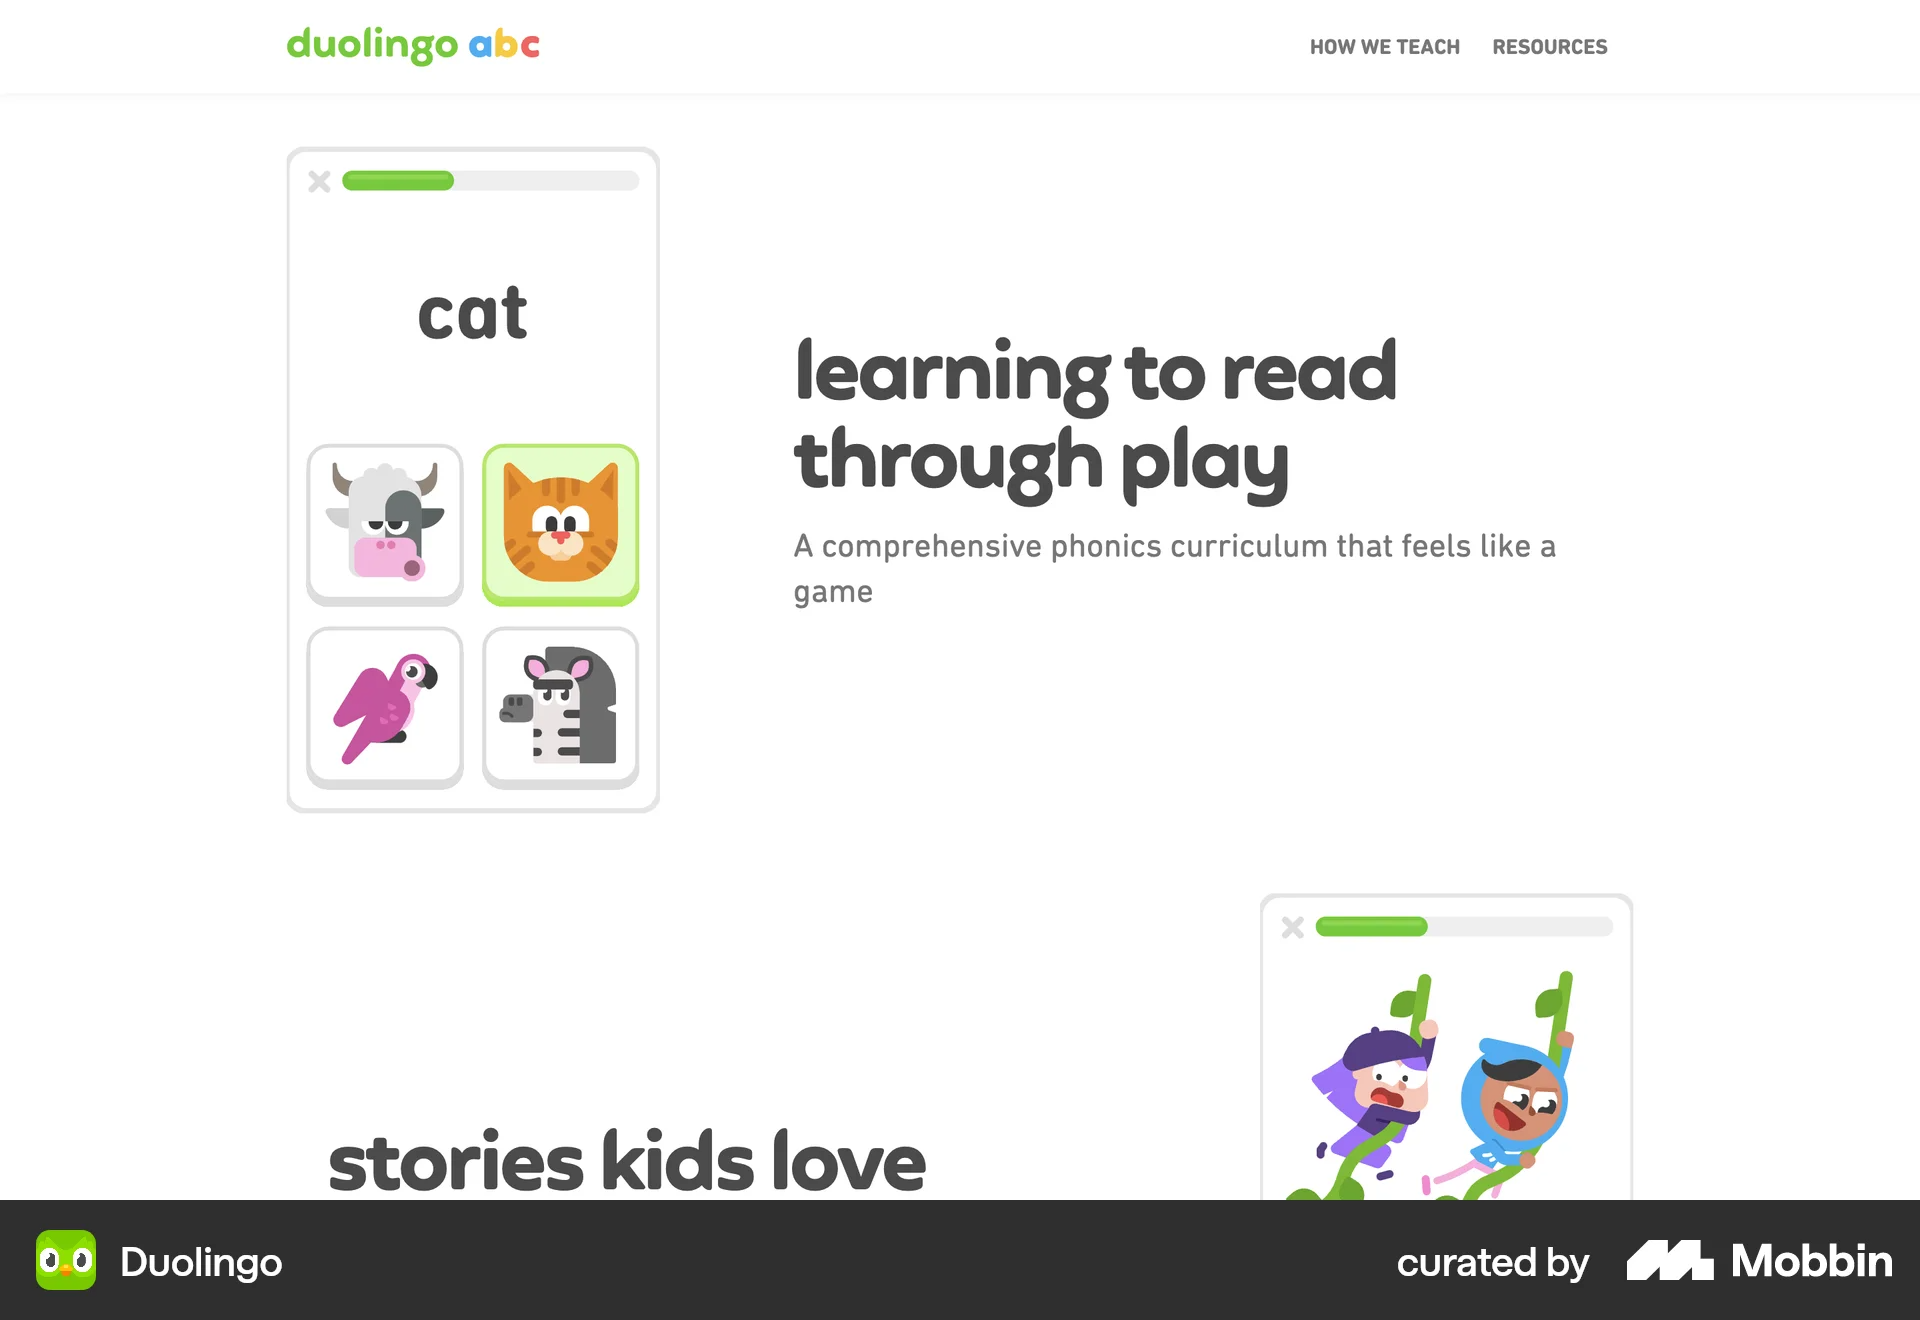 duolingo abc
HOW WE TEACH
RESOURCES
cat
learning to read
through play
A comprehensive phonics curriculum that feels like a
game
stories kids love
Duolingo
curated by
Mobbin